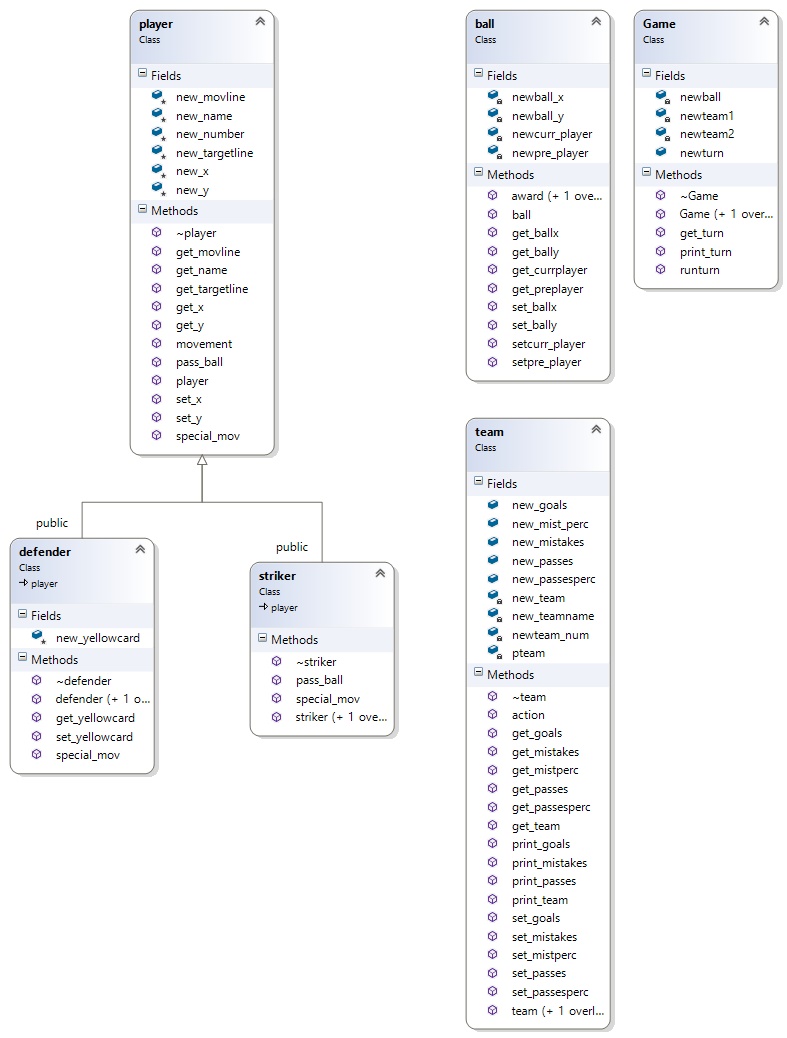 player
Class
Fields
new_movline
new_name
new_number
new_targetline
new_x
new_y
Methods
~player
get_movline
get_name
get_targetline
get_x
get_y
movement
pass_ball
player
set_x
set_y
special_mov
ball
Class
Fields
newball_x
newball_y
newcurr_player
newpre_player
Methods
award (+ 1 ove...
ball
get_ballx
get_bally
get_currplayer
get_preplayer
set_ballx
set_bally
setcurr_player
setpre_player
Game
Class
Fields
newball
newteam1
newteam2
newturn
Methods
~Game
Game (+ 1 over...
get_turn
print_turn
runturn
public
defender
Class
player
Fields
new_yellowcard
Methods
~defender
defender (+ 1 o...
get_yellowcard
set_yellowcard
special_mov
public
striker
Class
player
Methods
~striker
pass_ball
special_mov
striker (+ 1 ove...
team
Class
Fields
new_goals
new_mist_perc
new_mistakes
new_passes
new_passesperc
new_team
new_teamname
newteam_num
pteam
Methods
~team
action
get_goals
get_mistakes
get_mistperc
get_passes
get_passesperc
get_team
print_goals
print_mistakes
print_passes
print_team
set_goals
set_mistakes
set_mistperc
set_passes
set_passesperc
team (+ 1 overl...